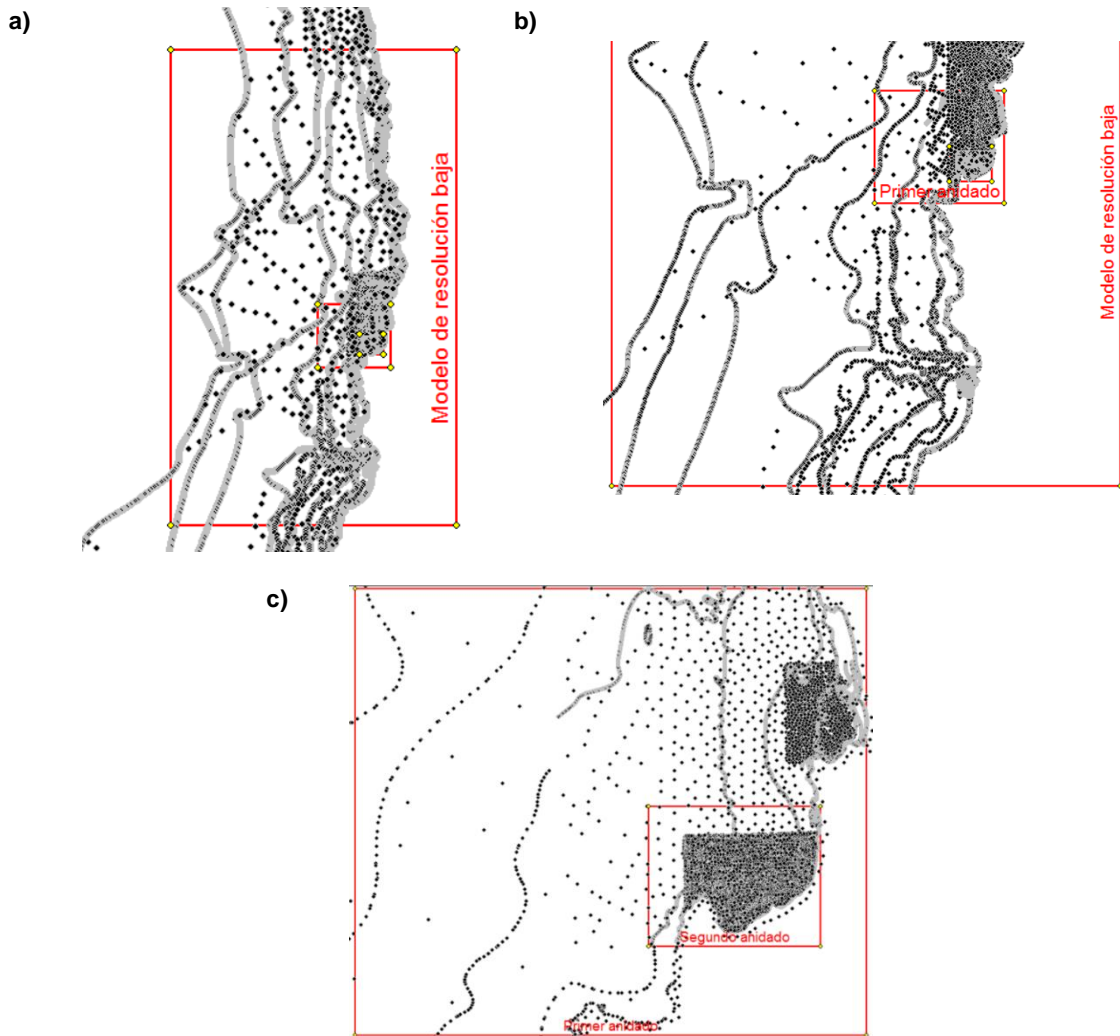 a)
Modelo de resolución baja
b)
Primer anidado
Modelo de resolución baja
c)
Segundo anidado
Primer anidado